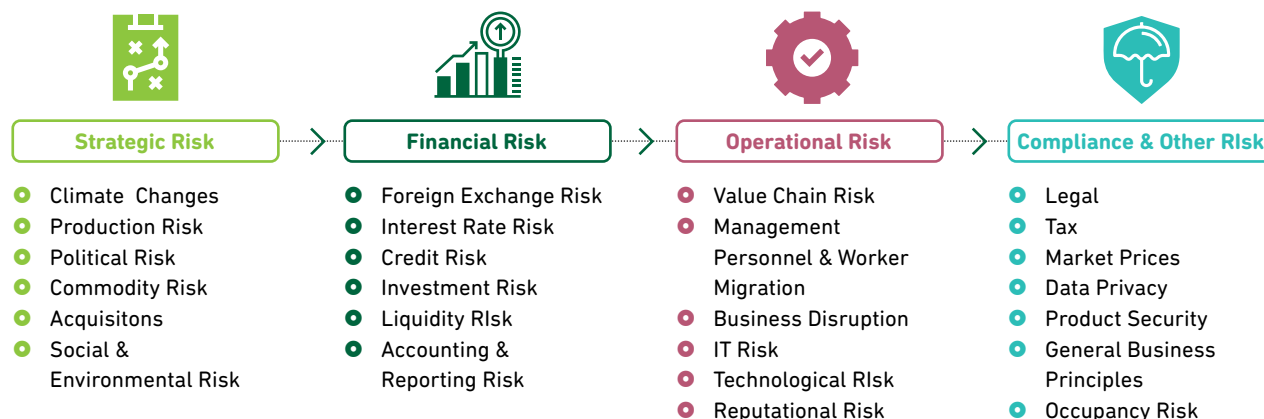 Strategic Risk
Climate Changes
Production Risk
Political Risk
Commodity Risk
Acquisitons
Social &
Environmental Risk
Financial Risk
Foreign Exchange Risk
Interest Rate Risk
Credit Risk
Investment Risk
Liquidity RIsk
Accounting &
Reporting Risk
Operational Risk
Value Chain Risk
Management
Personnel & Worker
Migration
Business Disruption
IT Risk
Technological RIsk
Reputational Risk
Compliance & Other RIsk
Legal
Tax
Market Prices
Data Privacy
Product Security
General Business
Principles
Occupancy Risk